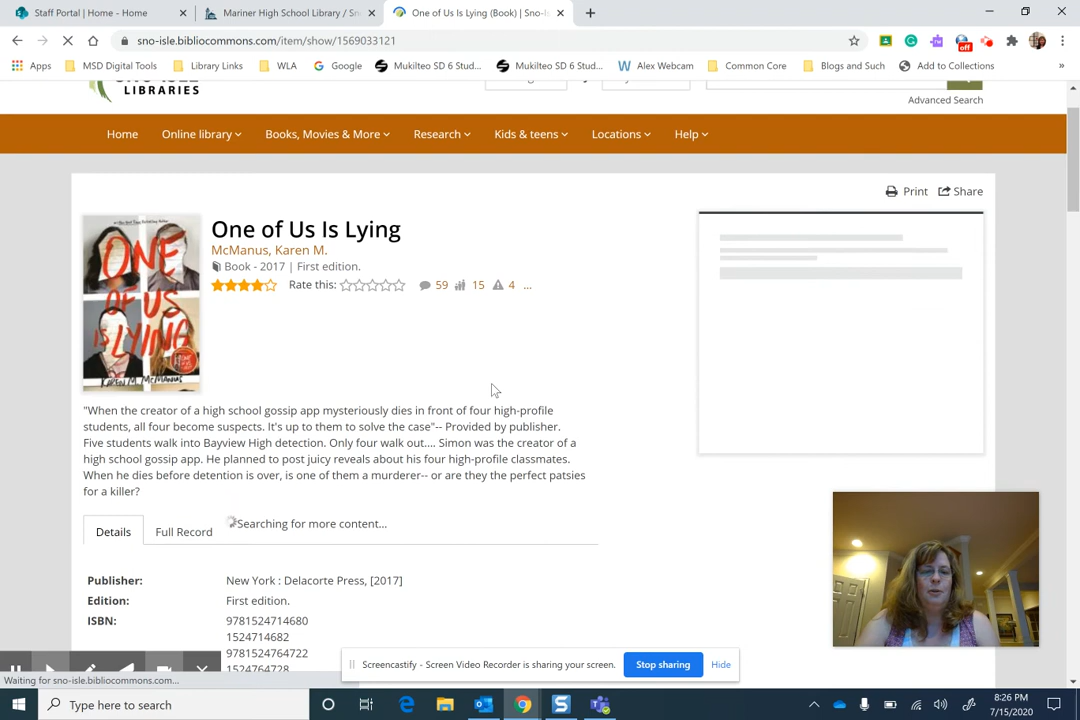 Staff Portal | Home - Home
Mariner High School Library / Sn
One of Us Is Lying (Book) | Sno-I
sno-isle.bibliocommons.com/item/show/1569033121
off
Apps
MSD Digital Tools
Library Links
WLA
Google
Mukilteo SD 6 Stud...
Mukilteo SD 6 Stud...
Alex Webcam
Common Core
Blogs and Such
Add to Collections
»
LIBRARIES
Advanced Search
Home
Online library
Books, Movies & More
Research
Kids & teens
Locations
Help
Print
Share
ONE OF US IS LYING
KAREN M. McMANUS
One of Us Is Lying
McManus, Karen M.
Book - 2017 | First edition.
Rate this:
59
15
4
...
"When the creator of a high school gossip app mysteriously dies in front of four high-profile
students, all four become suspects. It's up to them to solve the case"-- Provided by publisher.
Five students walk into Bayview High detention. Only four walk out.... Simon was the creator of a
high school gossip app. He planned to post juicy reveals about his four high-profile classmates.
When he dies before detention is over, is one of them a murderer-- or are they the perfect patsies
for a killer?
Details
Full Record
Searching for more content...
Publisher:
New York : Delacorte Press, [2017]
Edition:
First edition.
ISBN:
9781524714680
1524714682
9781524764722
1524764728
Screencastify - Screen Video Recorder is sharing your screen.
Stop sharing
Hide
Waiting for sno-isle.bibliocommons.com...
Type here to search
8:26 PM
7/15/2020